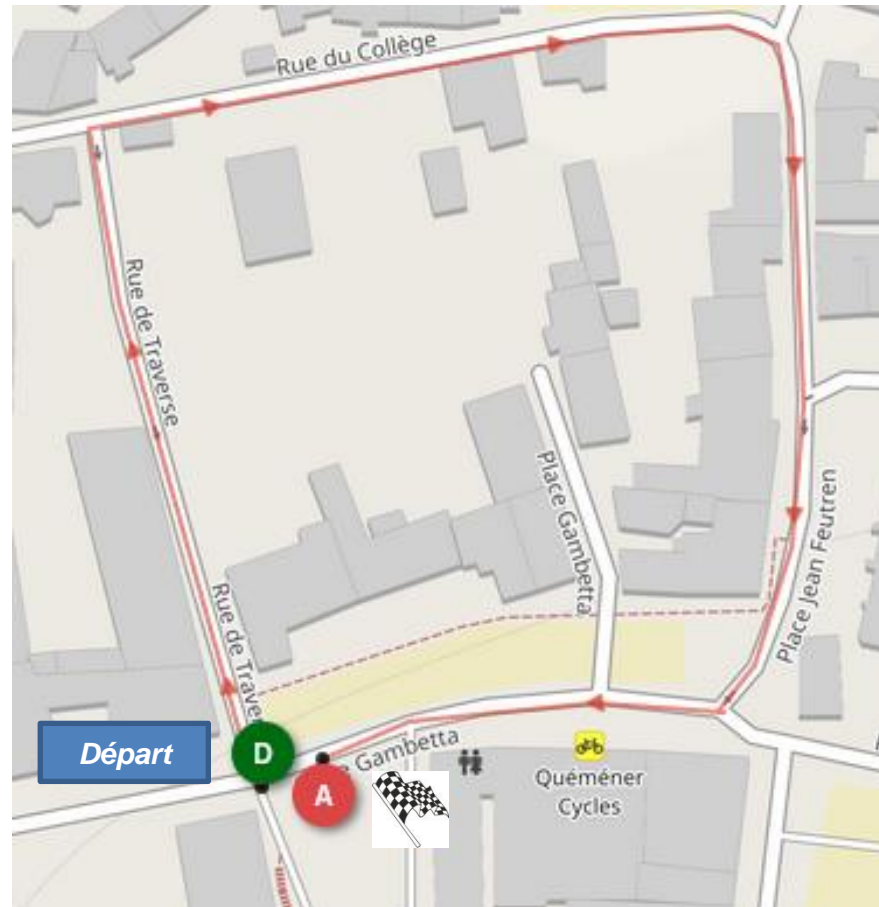 Rue du Collège
Rue de Traverse
Place Gambetta
Place Jean Feutren
Rue de Traver
Départ
D
Gambetta
A
Quéméner
Cycles